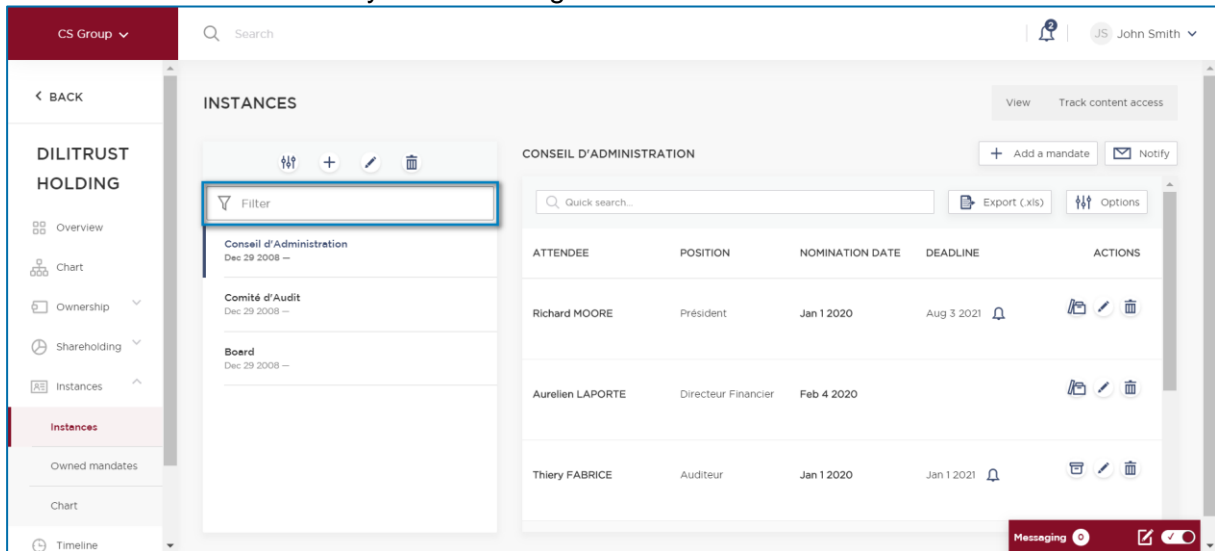 CS Group
Search
2
JS John Smith
BACK
INSTANCES
View Track content access
DILITRUST
HOLDING
Overview
Chart
Ownership
Shareholding
Instances
Instances
Owned mandates
Chart
Timeline
Filter
Conseil d'Administration
Dec 29 2008 —
Comité d'Audit
Dec 29 2008 —
Board
Dec 29 2008 —
CONSEIL D'ADMINISTRATION
+ Add a mandate Notify
Quick search... Export (.xls) Options
ATTENDEE POSITION NOMINATION DATE DEADLINE ACTIONS
Richard MOORE Président Jan 1 2020 Aug 3 2021
Aurelien LAPORTE Directeur Financier Feb 4 2020
Thiery FABRICE Auditeur Jan 1 2020 Jan 1 2021
Messaging 0